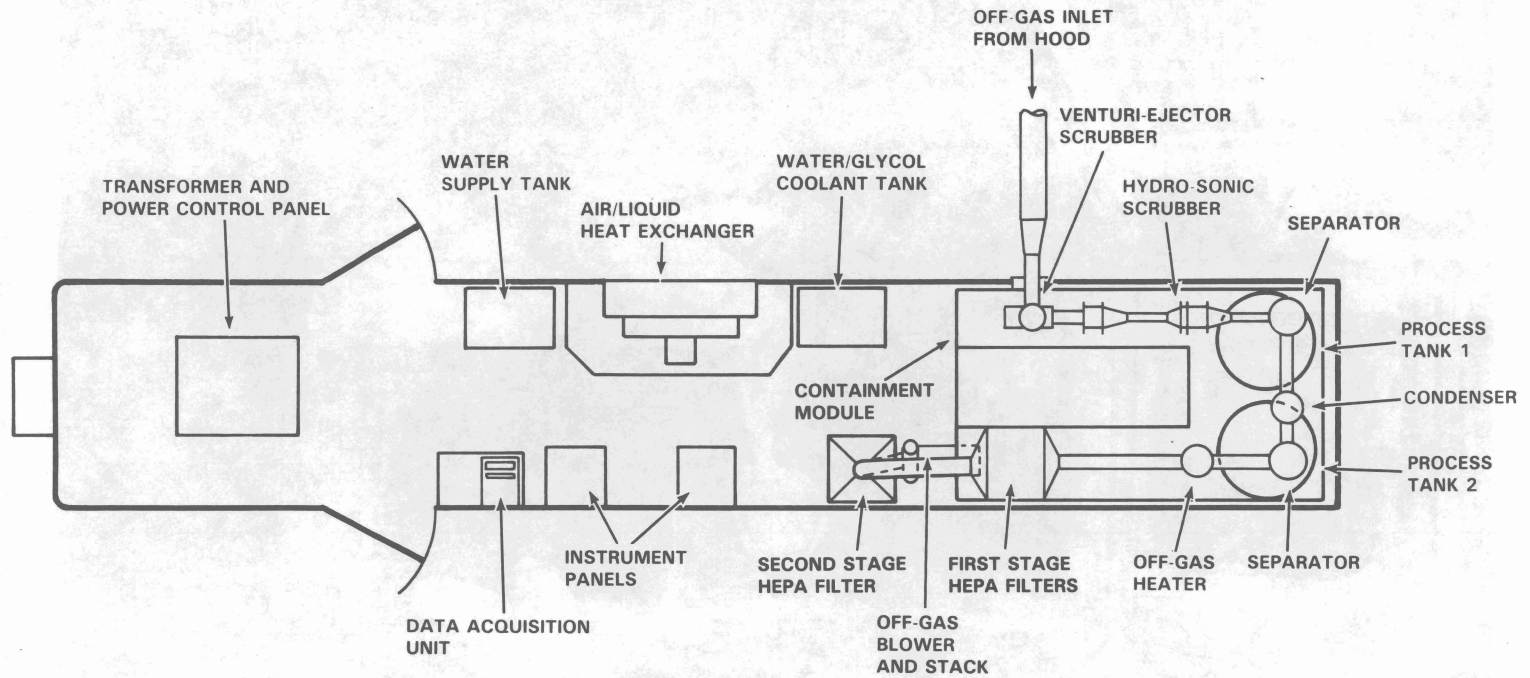 OFF-GAS INLET
FROM HOOD
VENTURI-EJECTOR
SCRUBBER
WATER
SUPPLY TANK
WATER/GLYCOL
COOLANT TANK
TRANSFORMER AND
POWER CONTROL PANEL
HYDRO-SONIC
SCRUBBER
AIR/LIQUID
HEAT EXCHANGER
SEPARATOR
PROCESS
TANK 1
CONTAINMENT
MODULE
CONDENSER
PROCESS
TANK 2
INSTRUMENT
PANELS
SECOND STAGE
HEPA FILTER
FIRST STAGE
HEPA FILTERS
OFF-GAS
HEATER
SEPARATOR
DATA ACQUISITION
UNIT
OFF-GAS
BLOWER
AND STACK